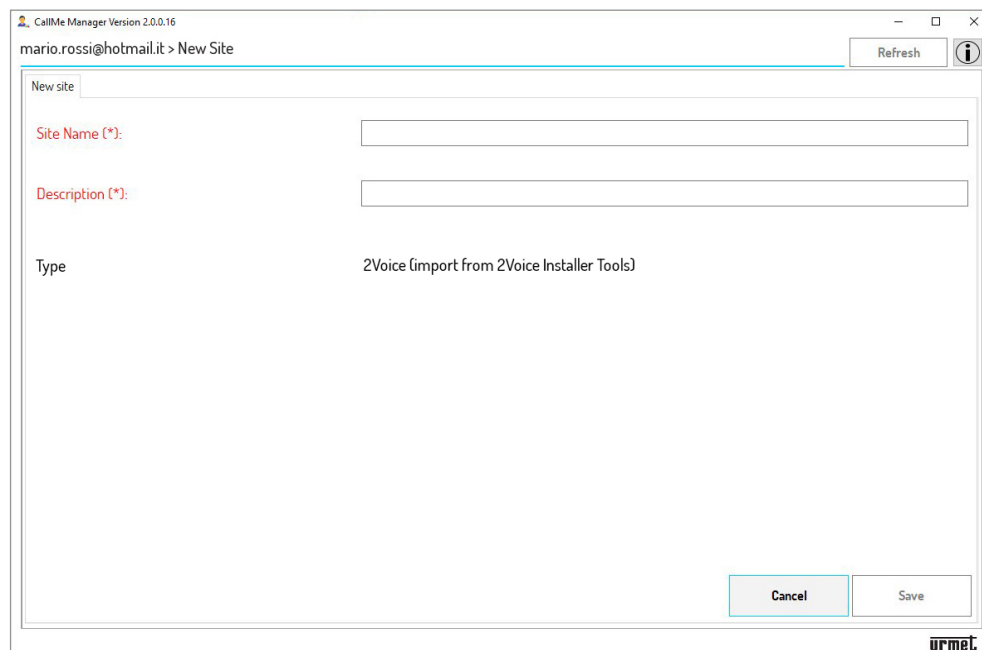 CallMe Manager Version 2.0.0.16
mario.rossi@hotmail.it > New Site
Refresh
New site
Site Name (*):
Description (*):
Type
2Voice (import from 2Voice Installer Tools)
Cancel
Save
urmet